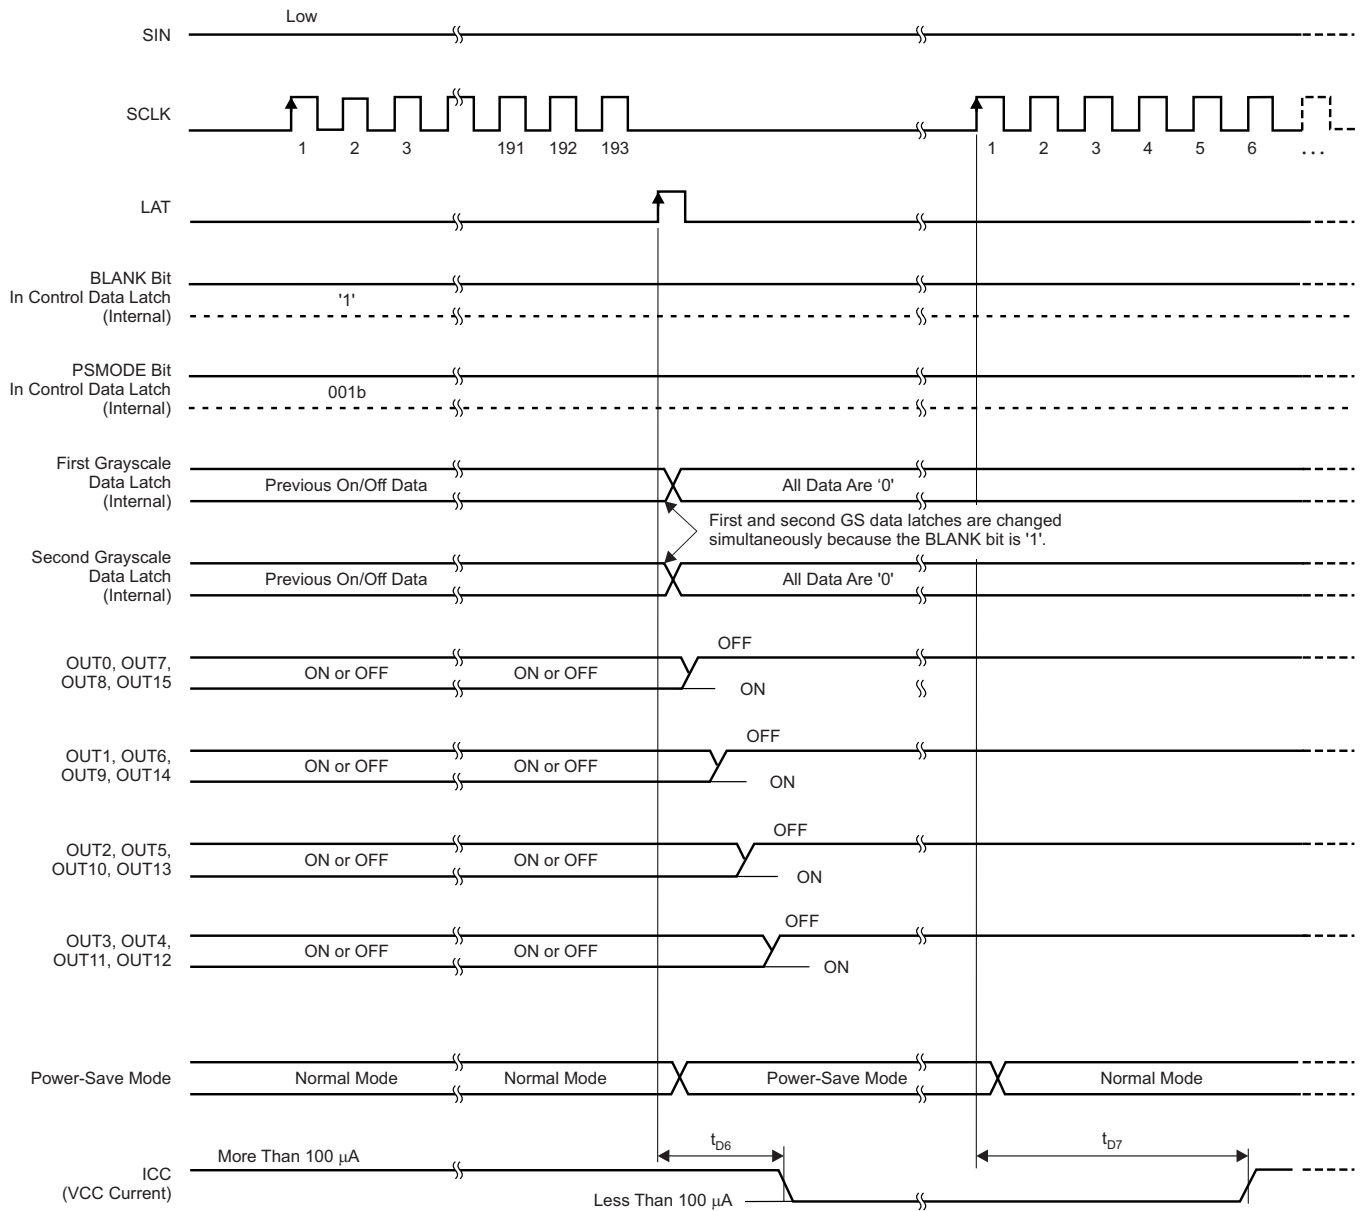 Low
SIN
SCLK
1 2 3 191 192 193 1 2 3 4 5 6 ...
LAT
BLANK Bit
In Control Data Latch
(Internal)
'1'
PSMODE Bit
In Control Data Latch
(Internal)
001b
First Grayscale
Data Latch
(Internal)
Previous On/Off Data
All Data Are ‘0'
First and second GS data latches are changed
simultaneously because the BLANK bit is '1'.
Second Grayscale
Data Latch
(Internal)
Previous On/Off Data
All Data Are '0'
OUT0, OUT7,
OUT8, OUT15
ON or OFF
ON or OFF
OFF
ON
OUT1, OUT6,
OUT9, OUT14
ON or OFF
ON or OFF
OFF
ON
OUT2, OUT5,
OUT10, OUT13
ON or OFF
ON or OFF
OFF
ON
OUT3, OUT4,
OUT11, OUT12
ON or OFF
ON or OFF
OFF
ON
Power-Save Mode
Normal Mode
Normal Mode
Power-Save Mode
Normal Mode
tD6
tD7
More Than 100 μA
ICC
(VCC Current)
Less Than 100 μA